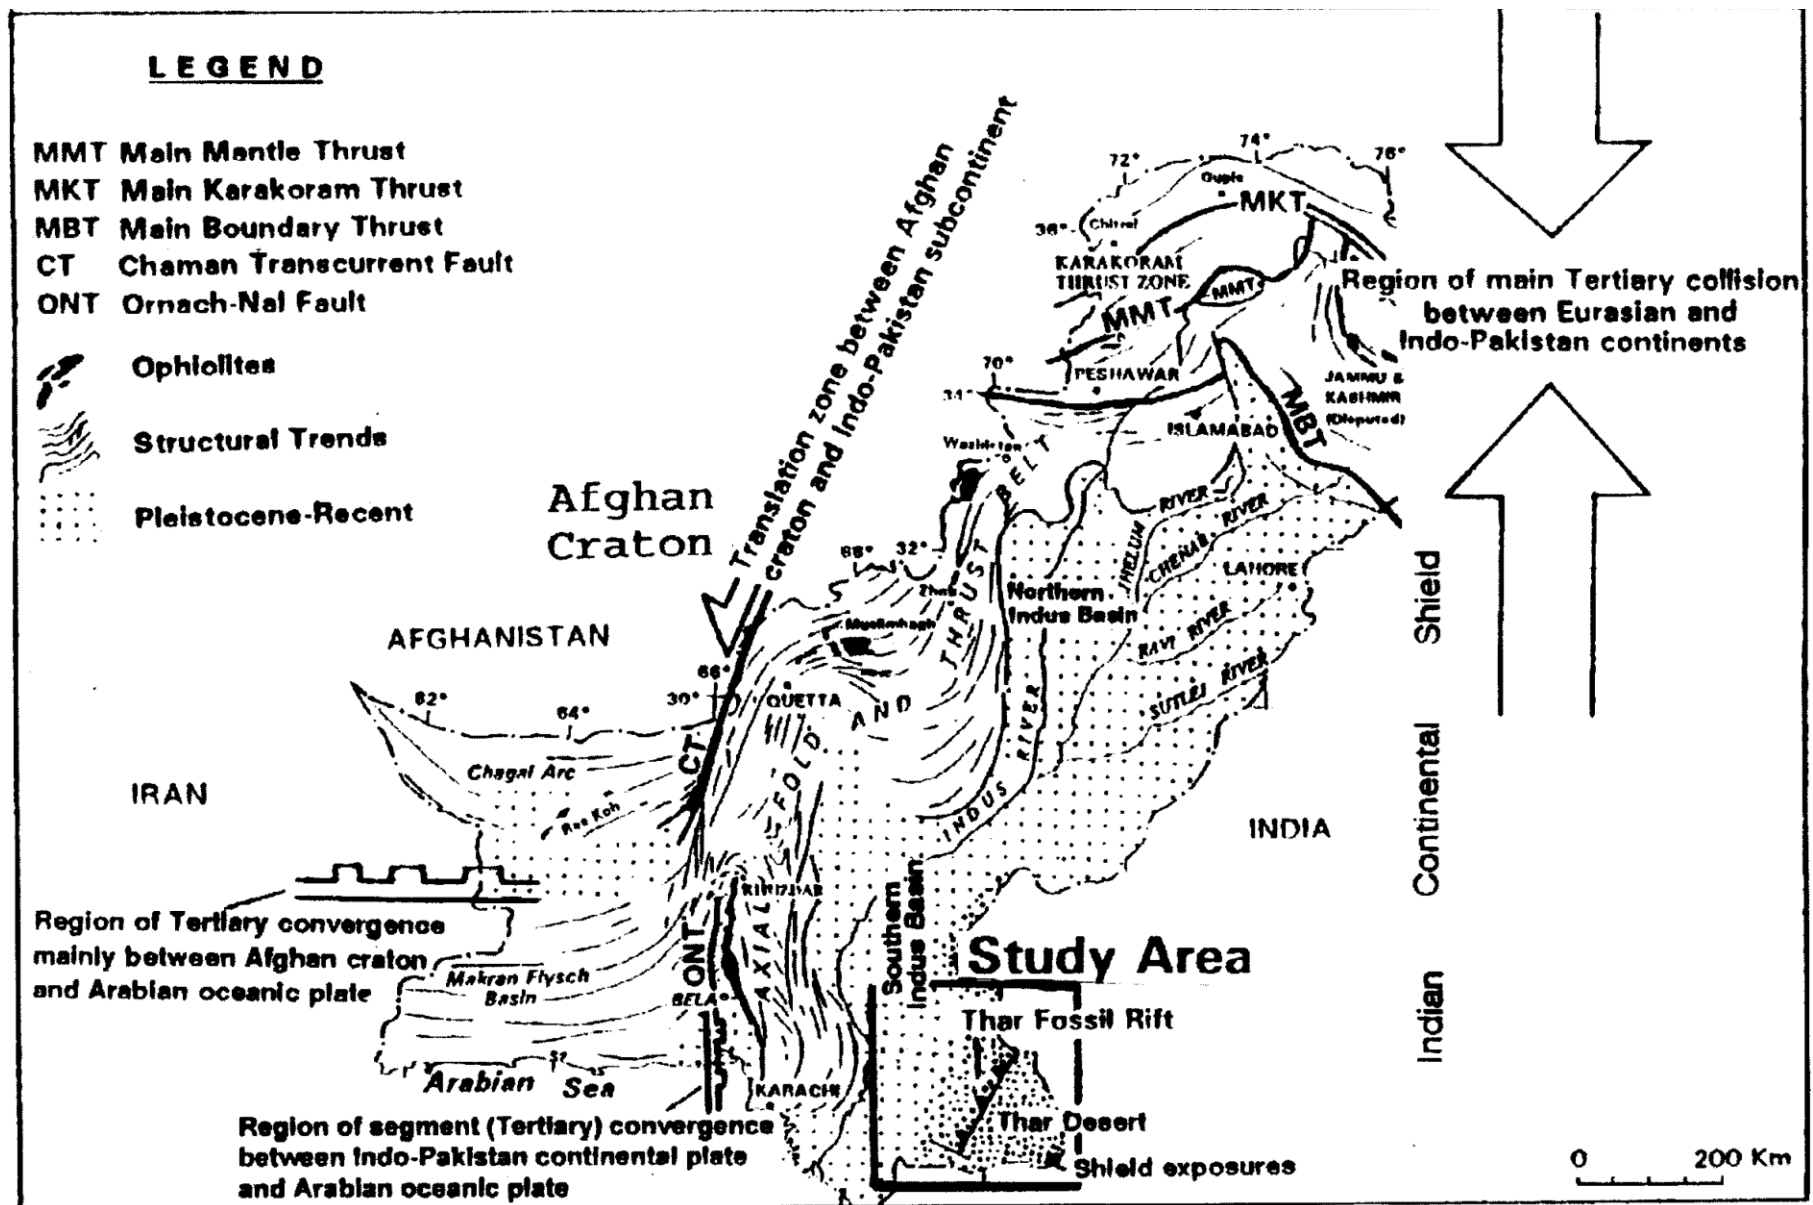 LEGEND
MMT Main Mantle Thrust
MKT Main Karakoram Thrust
MBT Main Boundary Thrust
CT Chaman Transcurrent Fault
ONT Ornach-Nal Fault
Ophiolites
Structural Trends
Pleistocene-Recent
Translation zone between Afghan
craton and Indo-Pakistan subcontinent
Afghan
Craton
72°
74°
76°
MKT
36°
Chitral
KARAKORAM
THRUST ZONE
MMT
MMT
Region of main Tertiary collision
between Eurasian and
Indo-Pakistan continents
70°
PESHAWAR
34°
JAMMU &
KASHMIR
(Disputed)
MBT
ISLAMABAD
AXIAL FOLD AND THRUST BELT
JHELUM RIVER
CHENAB RIVER
LAHORE
RAVI RIVER
SUTLEJ RIVER
68°
32°
Northern
Indus Basin
Muslimbagh
AFGHANISTAN
66°
30°
QUETTA
62°
64°
CT
Chagai Arc
Ras Koh
IRAN
INDUS RIVER
INDIA
Indian Continental Shield
Region of Tertiary convergence
mainly between Afghan craton
and Arabian oceanic plate
ONT
Makran Flysch
Basin
BELA
Southern
Indus Basin
Study Area
Thar Fossil Rift
Thar Desert
Shield exposures
Arabian Sea
KARACHI
Region of segment (Tertiary) convergence
between Indo-Pakistan continental plate
and Arabian oceanic plate
0 200 Km